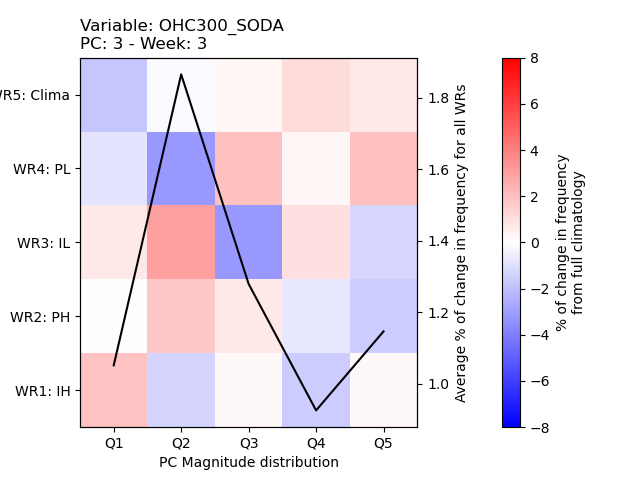 Variable: OHC300_SODA
PC: 3 - Week: 3
WR5: Clima
WR4: PL
WR3: IL
WR2: PH
WR1: IH
Q1 Q2 Q3 Q4 Q5
PC Magnitude distribution
1.8
1.6
1.4
1.2
1.0
Average % of change in frequency for all WRs
8
6
4
2
0
−2
−4
−6
−8
% of change in frequency
from full climatology